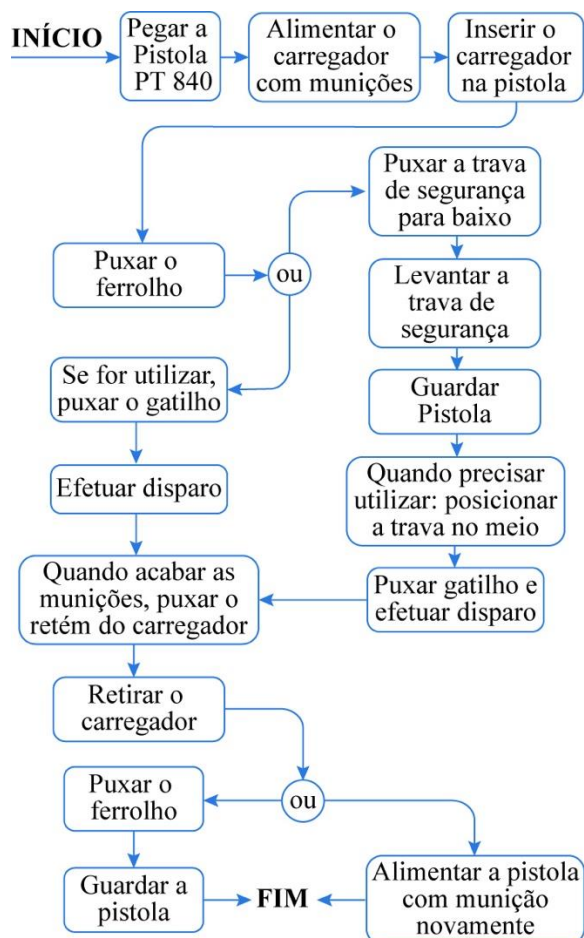 INÍCIO
Pegar a
Pistola
PT 840
Alimentar o
carregador
com munições
Inserir o
carregador
na pistola
Puxar o
ferrolho
ou
Puxar a trava
de segurança
para baixo
Levantar a
trava de
segurança
Guardar
Pistola
Quando precisar
utilizar: posicionar
a trava no meio
Puxar gatilho e
efetuar disparo
Se for utilizar,
puxar o gatilho
Efetuar disparo
Quando acabar as
munições, puxar o
retém do carregador
Retirar o
carregador
ou
Puxar o
ferrolho
Guardar a
pistola
FIM
Alimentar a pistola
com munição
novamente